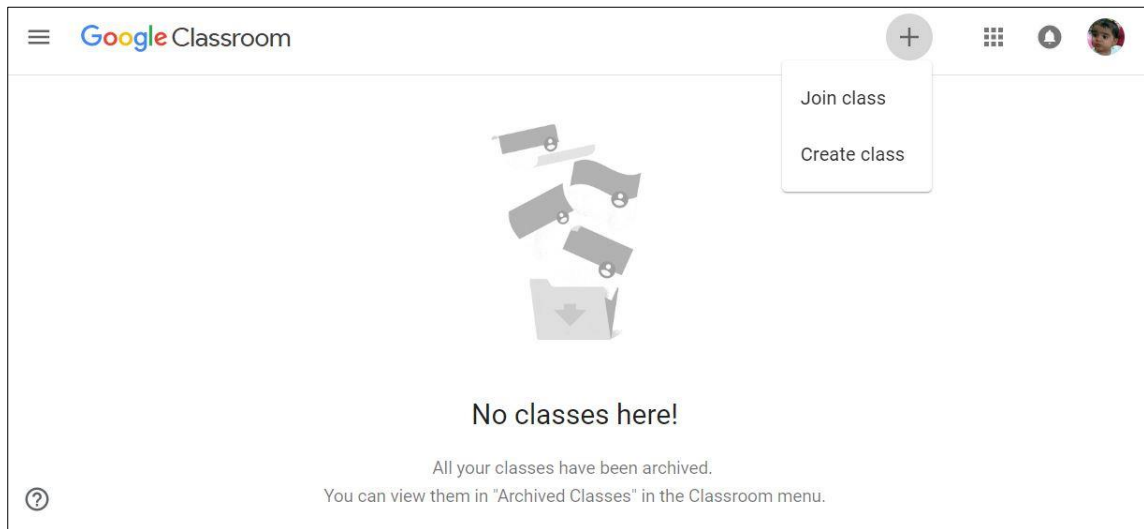 Google Classroom
Join class
Create class
No classes here!
All your classes have been archived.
You can view them in "Archived Classes" in the Classroom menu.